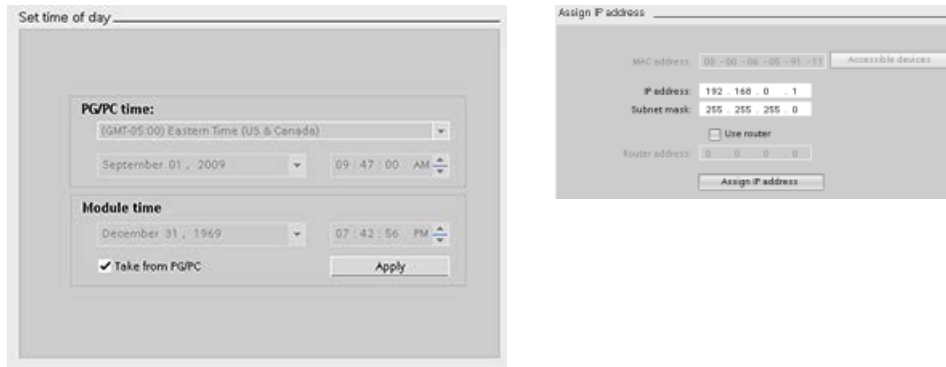 Set time of day
PG/PC time:
(GMT-05:00) Eastern Time (US & Canada)
September 01 , 2009
09 : 47 : 00 AM
Module time
December 31 , 1969
07 : 42 : 56 PM
Take from PG/PC
Apply
Assign IP address
MAC address: 08 - 00 - 06 - 05 - 91 - 51 Accessible devices
IP address: 192 . 168 . 0 . 1
Subnet mask: 255 . 255 . 255 . 0
Use router
Router address: 0 . 0 . 0 . 0
Assign IP address